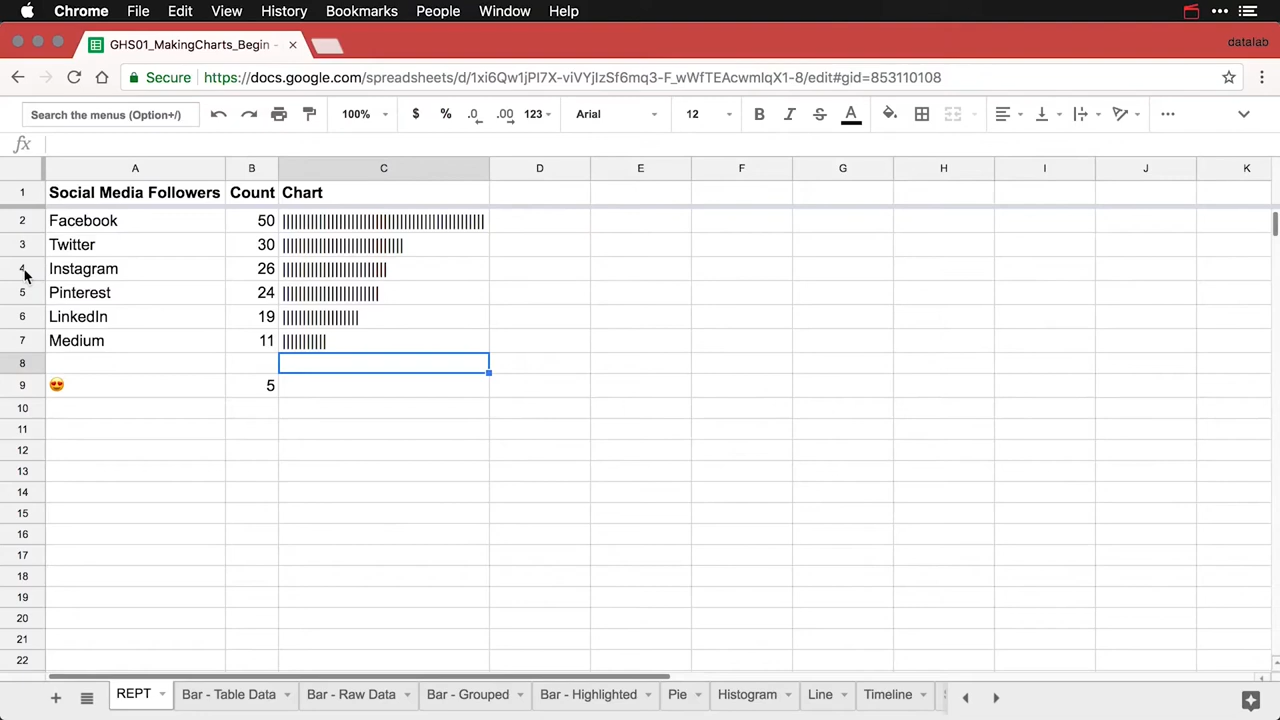 Chrome File Edit View History Bookmarks People Window Help
GHS01_MakingCharts_Begin -
datalab
Secure https://docs.google.com/spreadsheets/d/1xi6Qw1jPl7X-viVYjIzSf6mq3-F_wWfTEAcwmIqX1-8/edit#gid=853110108
Search the menus (Option+/) 100% $ % .0 .00 123 Arial 12 B I S A
fx
A B C D E F G H I J K
1 Social Media Followers Count Chart
2 Facebook 50 ||||||||||||||||||||||||||||||||||||||||||||||||||
3 Twitter 30 ||||||||||||||||||||||||||||||
4 Instagram 26 ||||||||||||||||||||||||||
5 Pinterest 24 ||||||||||||||||||||||||
6 LinkedIn 19 |||||||||||||||||||
7 Medium 11 |||||||||||
8
9 😍 5
10
11
12
13
14
15
16
17
18
19
20
21
22
REPT Bar - Table Data Bar - Raw Data Bar - Grouped Bar - Highlighted Pie Histogram Line Timeline